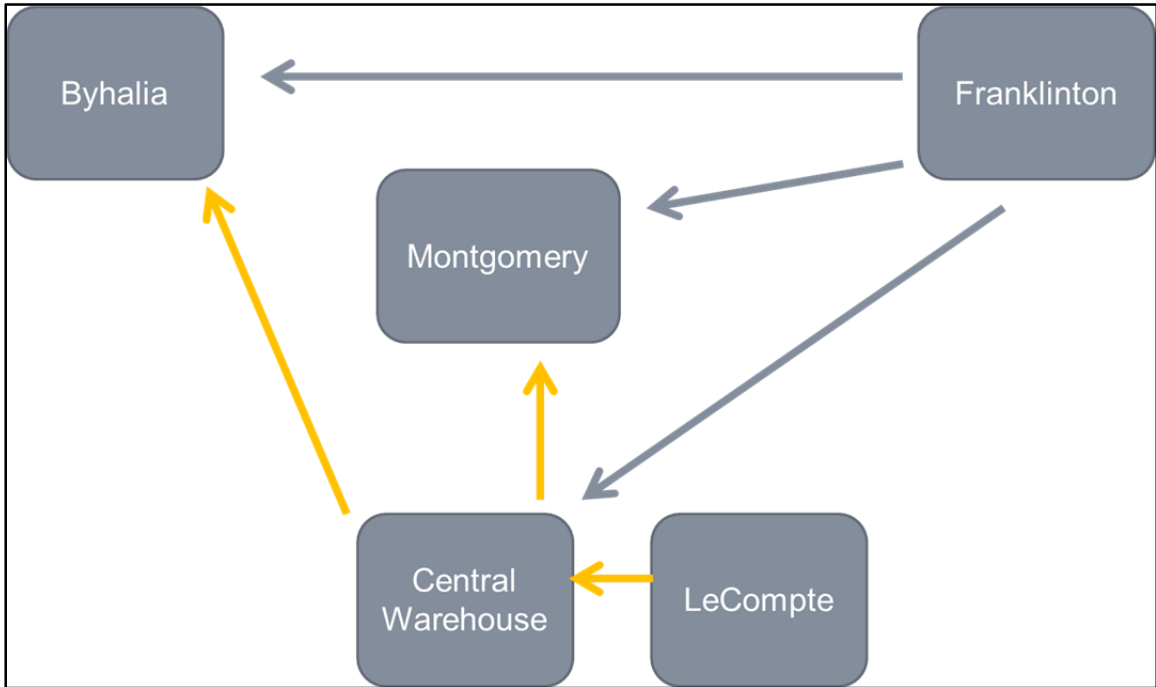 Byhalia
Franklinton
Montgomery
Central
Warehouse
LeCompte